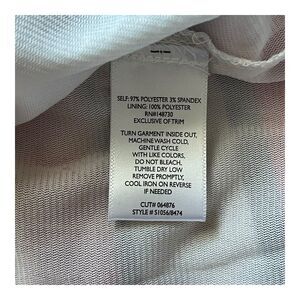 SELF: 97% POLYESTER 3% SPANDEX
LINING: 100% POLYESTER
RN#148730
EXCLUSIVE OF TRIM
TURN GARMENT INSIDE OUT,
MACHINE WASH COLD,
GENTLE CYCLE
WITH LIKE COLORS,
DO NOT BLEACH,
TUMBLE DRY LOW
REMOVE PROMPTLY,
COOL IRON ON REVERSE
IF NEEDED
CUT# 064876
STYLE # S1056/8474